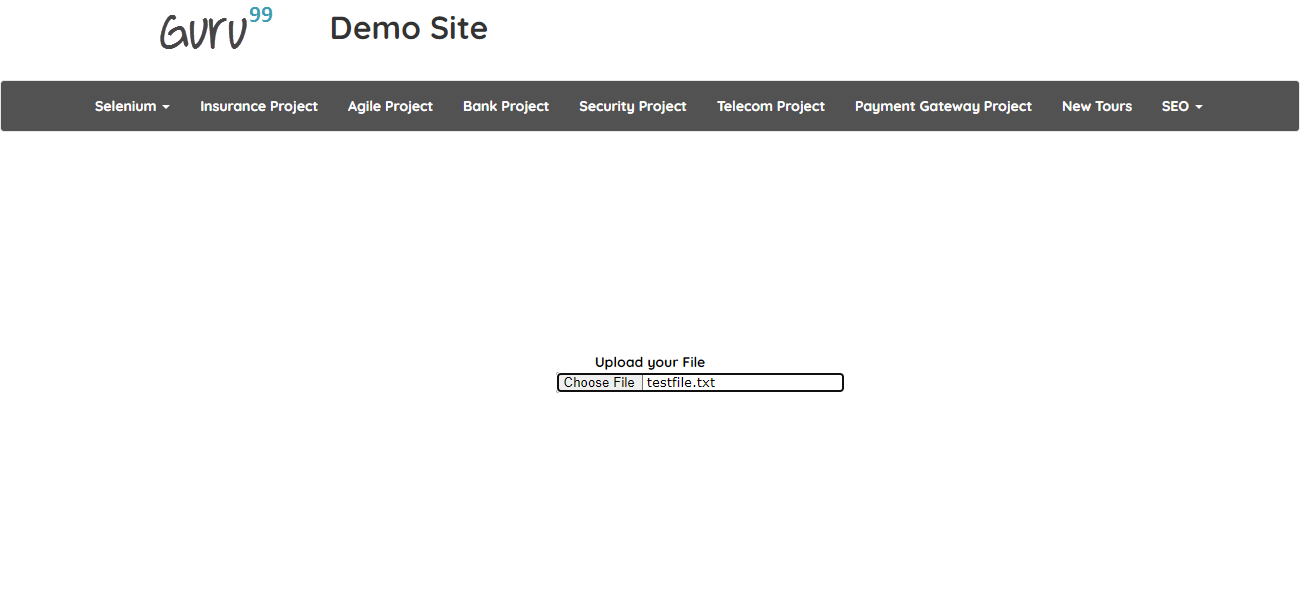 Guru99 Demo Site
Selenium Insurance Project Agile Project Bank Project Security Project Telecom Project Payment Gateway Project New Tours SEO
Upload your File
Choose File testfile.txt